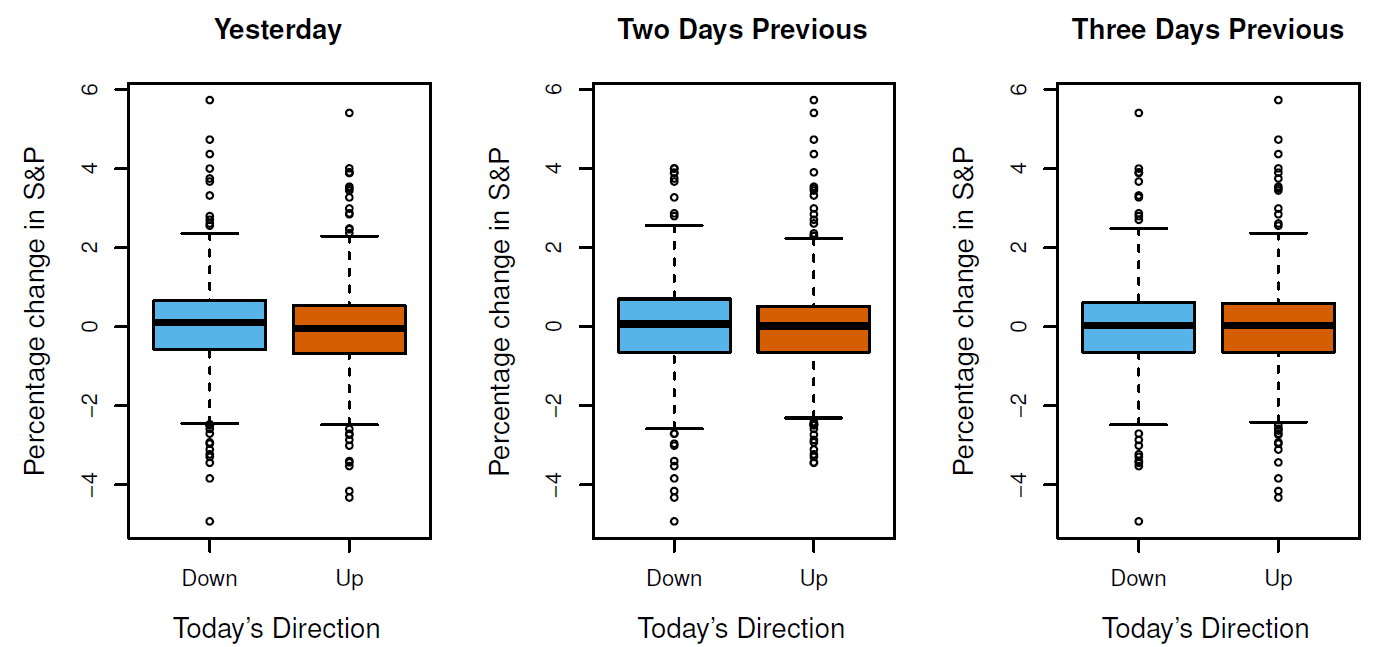 Yesterday
Percentage change in S&P
6
4
2
0
−2
−4
Down Up
Today's Direction
Two Days Previous
Percentage change in S&P
6
4
2
0
−2
−4
Down Up
Today's Direction
Three Days Previous
Percentage change in S&P
6
4
2
0
−2
−4
Down Up
Today's Direction